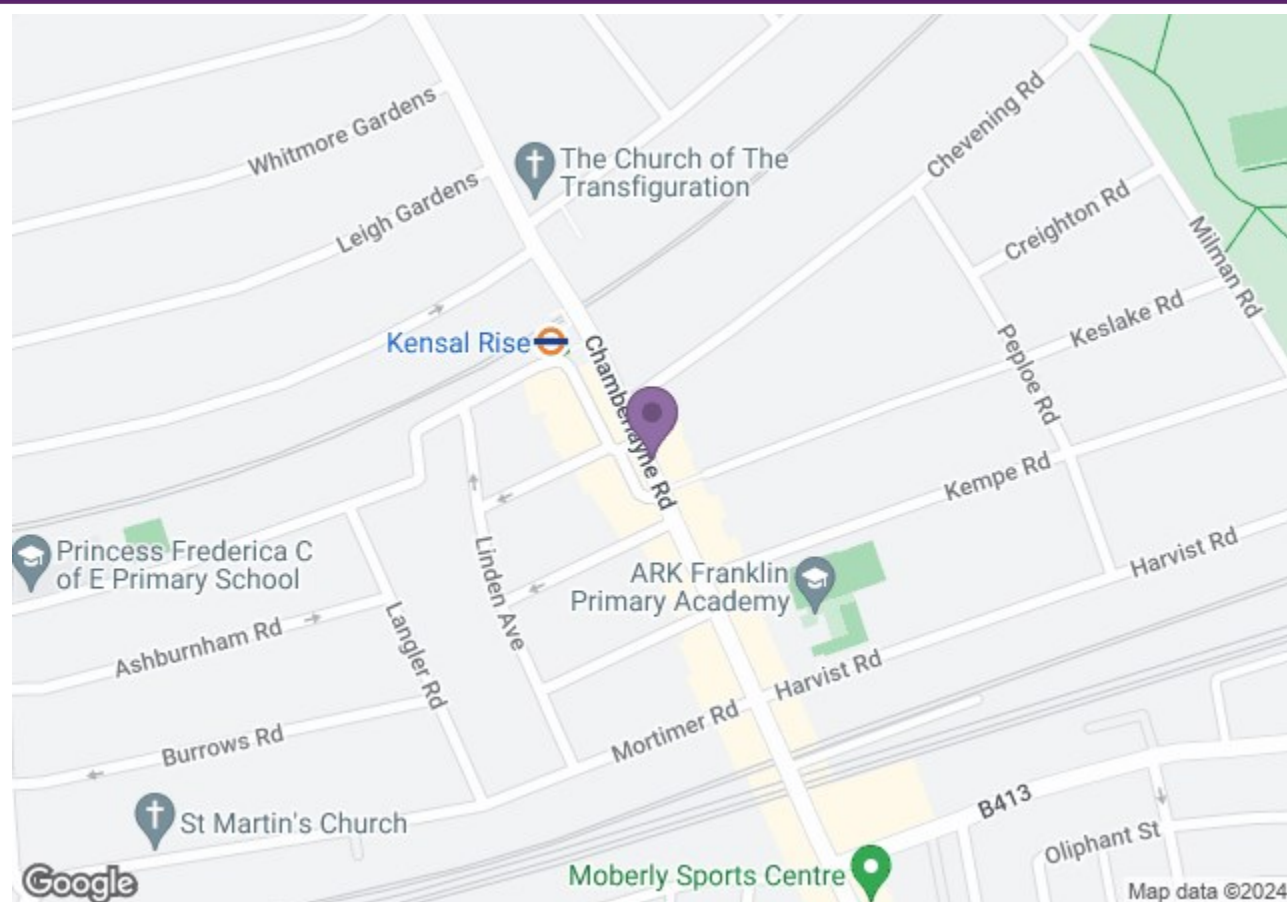 Whitmore Gardens
The Church of The
Transfiguration
Chevening Rd
Leigh Gardens
Creighton Rd
Milman Rd
Kensal Rise
Chamberlayne Rd
Keslake Rd
Peploe Rd
Kempe Rd
Princess Frederica C
of E Primary School
Linden Ave
ARK Franklin
Primary Academy
Harvist Rd
Ashburnham Rd
Langler Rd
Harvist Rd
Mortimer Rd
Burrows Rd
B413
St Martin's Church
Oliphant St
Moberly Sports Centre
Google
Map data ©2024